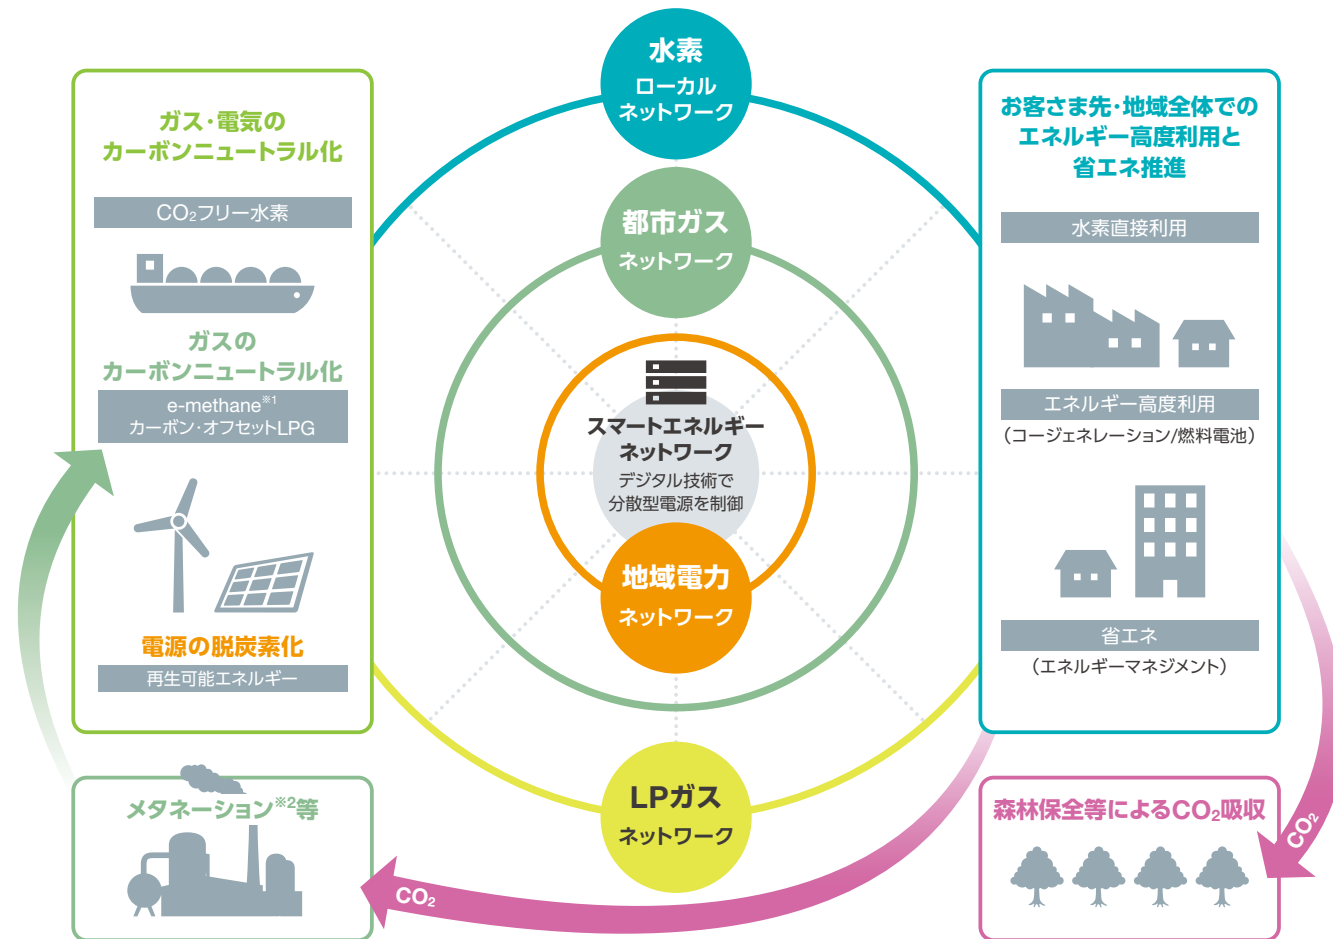 ガス・電気の
カーボンニュートラル化
CO₂フリー水素
ガスの
カーボンニュートラル化
e-methane※1
カーボン・オフセットLPG
電源の脱炭素化
再生可能エネルギー
メタネーション※2等
水素
ローカル
ネットワーク
都市ガス
ネットワーク
スマートエネルギー
ネットワーク
デジタル技術で
分散型電源を制御
地域電力
ネットワーク
LPガス
ネットワーク
CO₂
お客さま先・地域全体での
エネルギー高度利用と
省エネ推進
水素直接利用
エネルギー高度利用
（コージェネレーション/燃料電池）
省エネ
（エネルギーマネジメント）
森林保全等によるCO₂吸収
CO₂